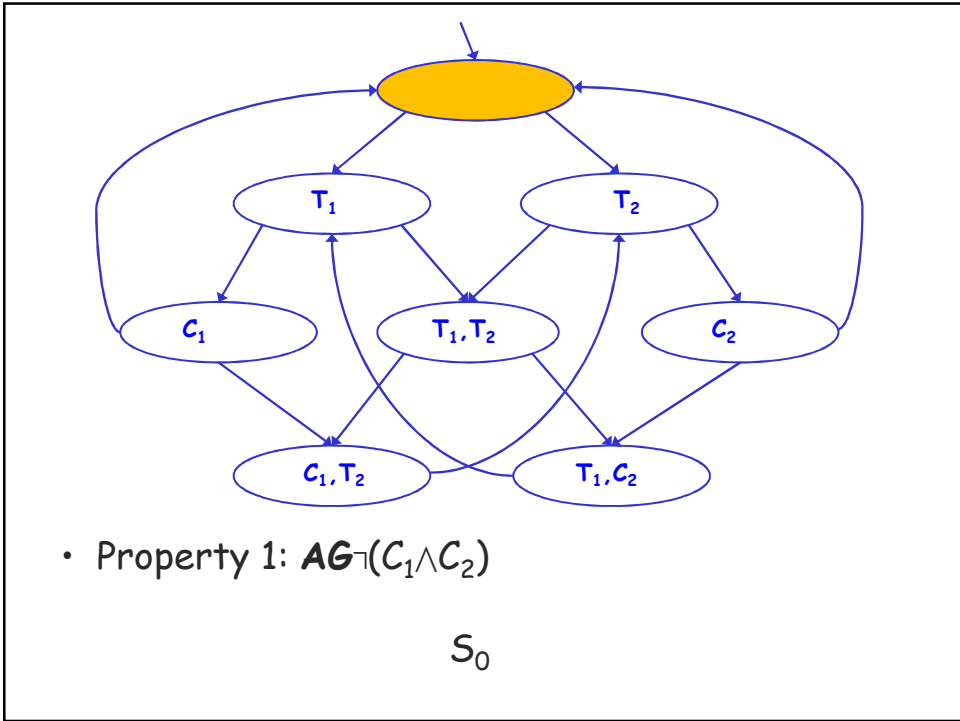 T₁ T₂
C₁ T₁,T₂ C₂
C₁,T₂ T₁,C₂
• Property 1: AG¬(C₁∧C₂)
S₀